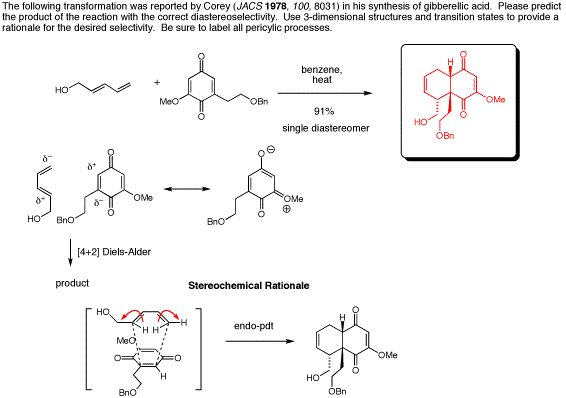 The following transformation was reported by Corey (JACS 1978, 100, 8031) in his synthesis of gibberellic acid.  Please predict
the product of the reaction with the correct diastereoselectivity.  Use 3-dimensional structures and transition states to provide a
rationale for the desired selectivity.  Be sure to label all pericylic processes.
HO
+
O
MeO
O
OBn
benzene,
heat
91%
single diastereomer
H
O
OMe
O
HO
OBn
δ−
δ+
HO
O
δ+
δ−
OMe
O
BnO
O⊖
OMe
⊕
O
BnO
[4+2] Diels-Alder
product
Stereochemical Rationale
HO
H
H
H
MeO
O
O
H
BnO
endo-pdt
H
O
OMe
O
HO
OBn